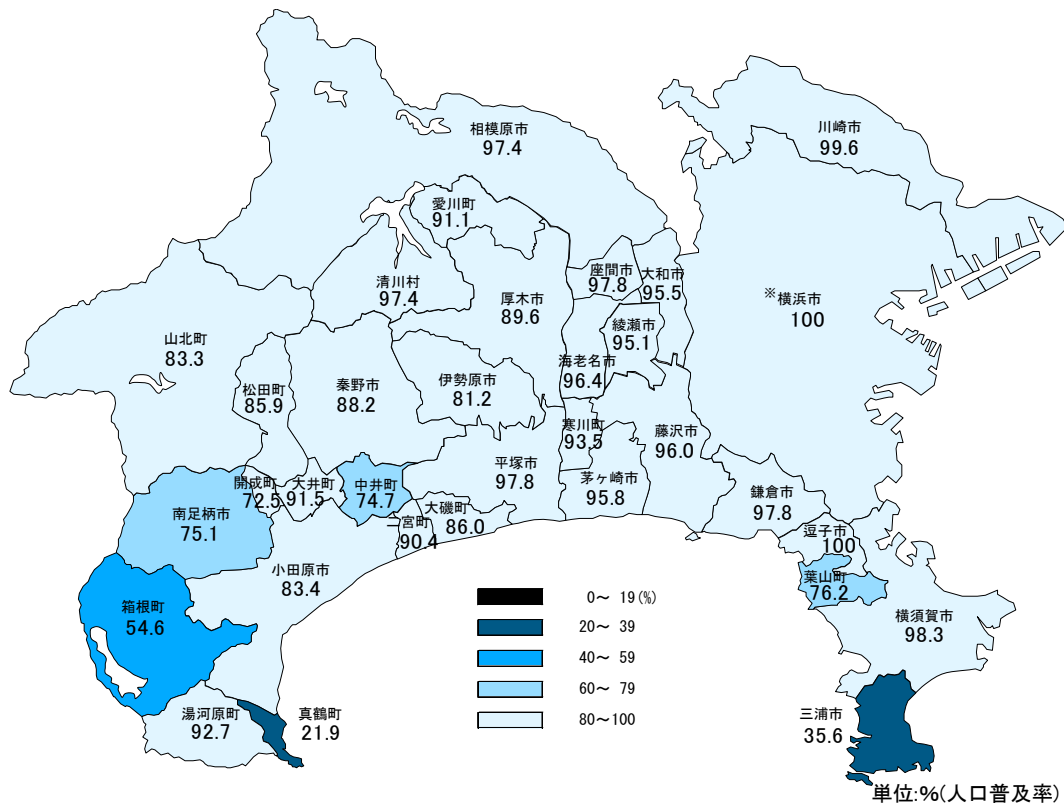 相模原市
97.4
川崎市
99.6
愛川町
91.1
清川村
97.4
厚木市
89.6
座間市
97.8
大和市
95.5
※横浜市
100
綾瀬市
95.1
山北町
83.3
海老名市
96.4
松田町
85.9
秦野市
88.2
伊勢原市
81.2
寒川町
93.5
藤沢市
96.0
平塚市
97.8
茅ヶ崎市
95.8
開成町
72.5
大井町
91.5
中井町
74.7
鎌倉市
97.8
南足柄市
75.1
二宮町
90.4
大磯町
86.0
逗子市
100
小田原市
83.4
葉山町
76.2
箱根町
54.6
横須賀市
98.3
0～ 19(%)
20～ 39
40～ 59
60～ 79
80～100
湯河原町
92.7
真鶴町
21.9
三浦市
35.6
単位:%(人口普及率)